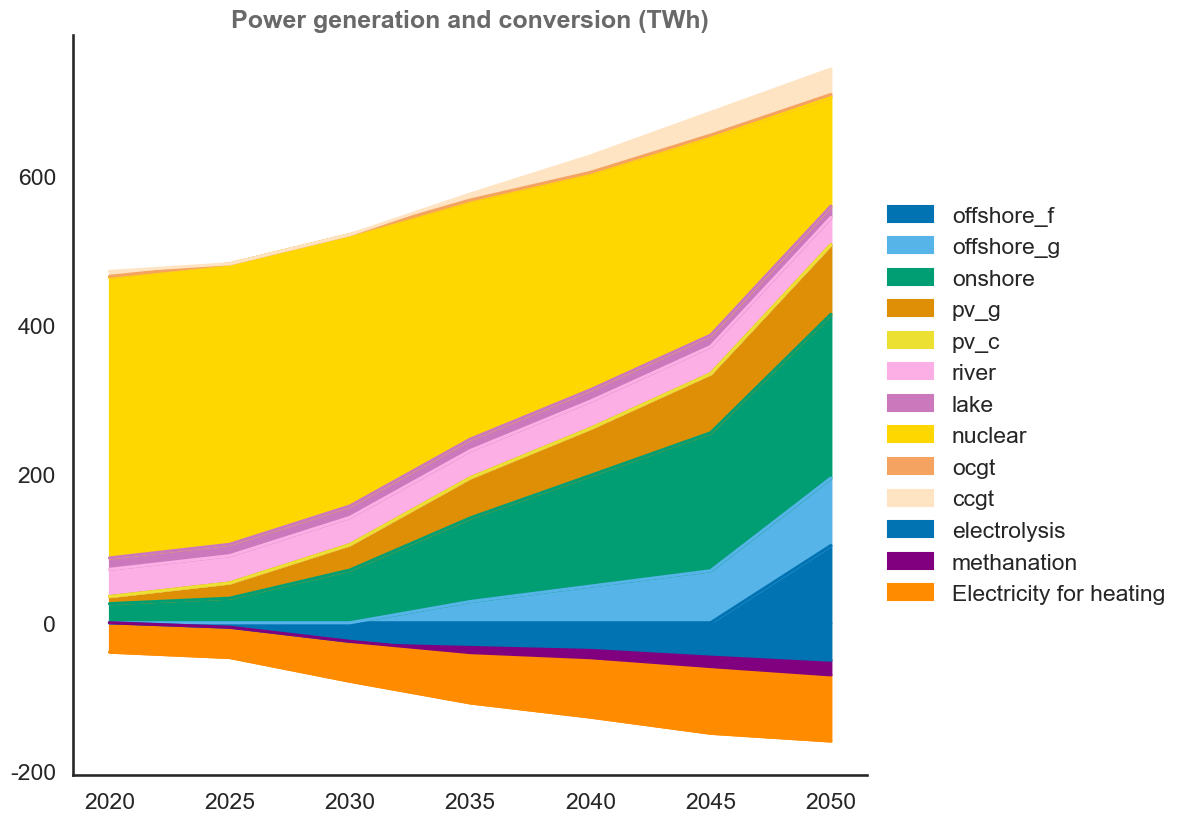 Power generation and conversion (TWh)
600
400
200
0
-200
2020 2025 2030 2035 2040 2045 2050
offshore_f
offshore_g
onshore
pv_g
pv_c
river
lake
nuclear
ocgt
ccgt
electrolysis
methanation
Electricity for heating